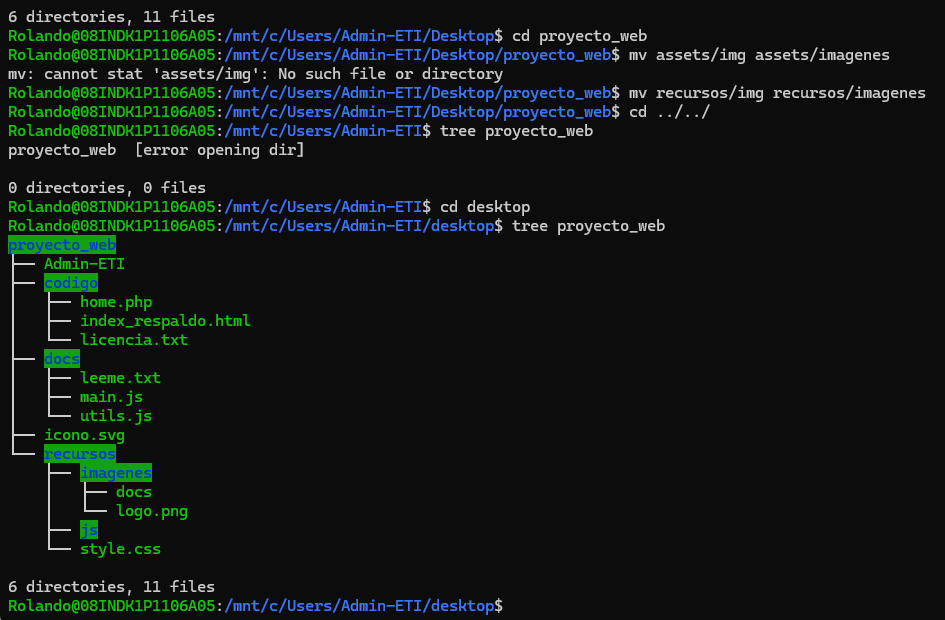 6 directories, 11 files
Rolando@08INDK1P1106A05:/mnt/c/Users/Admin-ETI/Desktop$ cd proyecto_web
Rolando@08INDK1P1106A05:/mnt/c/Users/Admin-ETI/Desktop/proyecto_web$ mv assets/img assets/imagenes
mv: cannot stat 'assets/img': No such file or directory
Rolando@08INDK1P1106A05:/mnt/c/Users/Admin-ETI/Desktop/proyecto_web$ mv recursos/img recursos/imagenes
Rolando@08INDK1P1106A05:/mnt/c/Users/Admin-ETI/Desktop/proyecto_web$ cd ../../
Rolando@08INDK1P1106A05:/mnt/c/Users/Admin-ETI$ tree proyecto_web
proyecto_web  [error opening dir]

0 directories, 0 files
Rolando@08INDK1P1106A05:/mnt/c/Users/Admin-ETI$ cd desktop
Rolando@08INDK1P1106A05:/mnt/c/Users/Admin-ETI/desktop$ tree proyecto_web
proyecto_web
├── Admin-ETI
├── codigo
│   ├── home.php
│   ├── index_respaldo.html
│   └── licencia.txt
├── docs
│   ├── leeme.txt
│   ├── main.js
│   └── utils.js
├── icono.svg
└── recursos
    ├── imagenes
    │   ├── docs
    │   └── logo.png
    ├── js
    └── style.css

6 directories, 11 files
Rolando@08INDK1P1106A05:/mnt/c/Users/Admin-ETI/desktop$